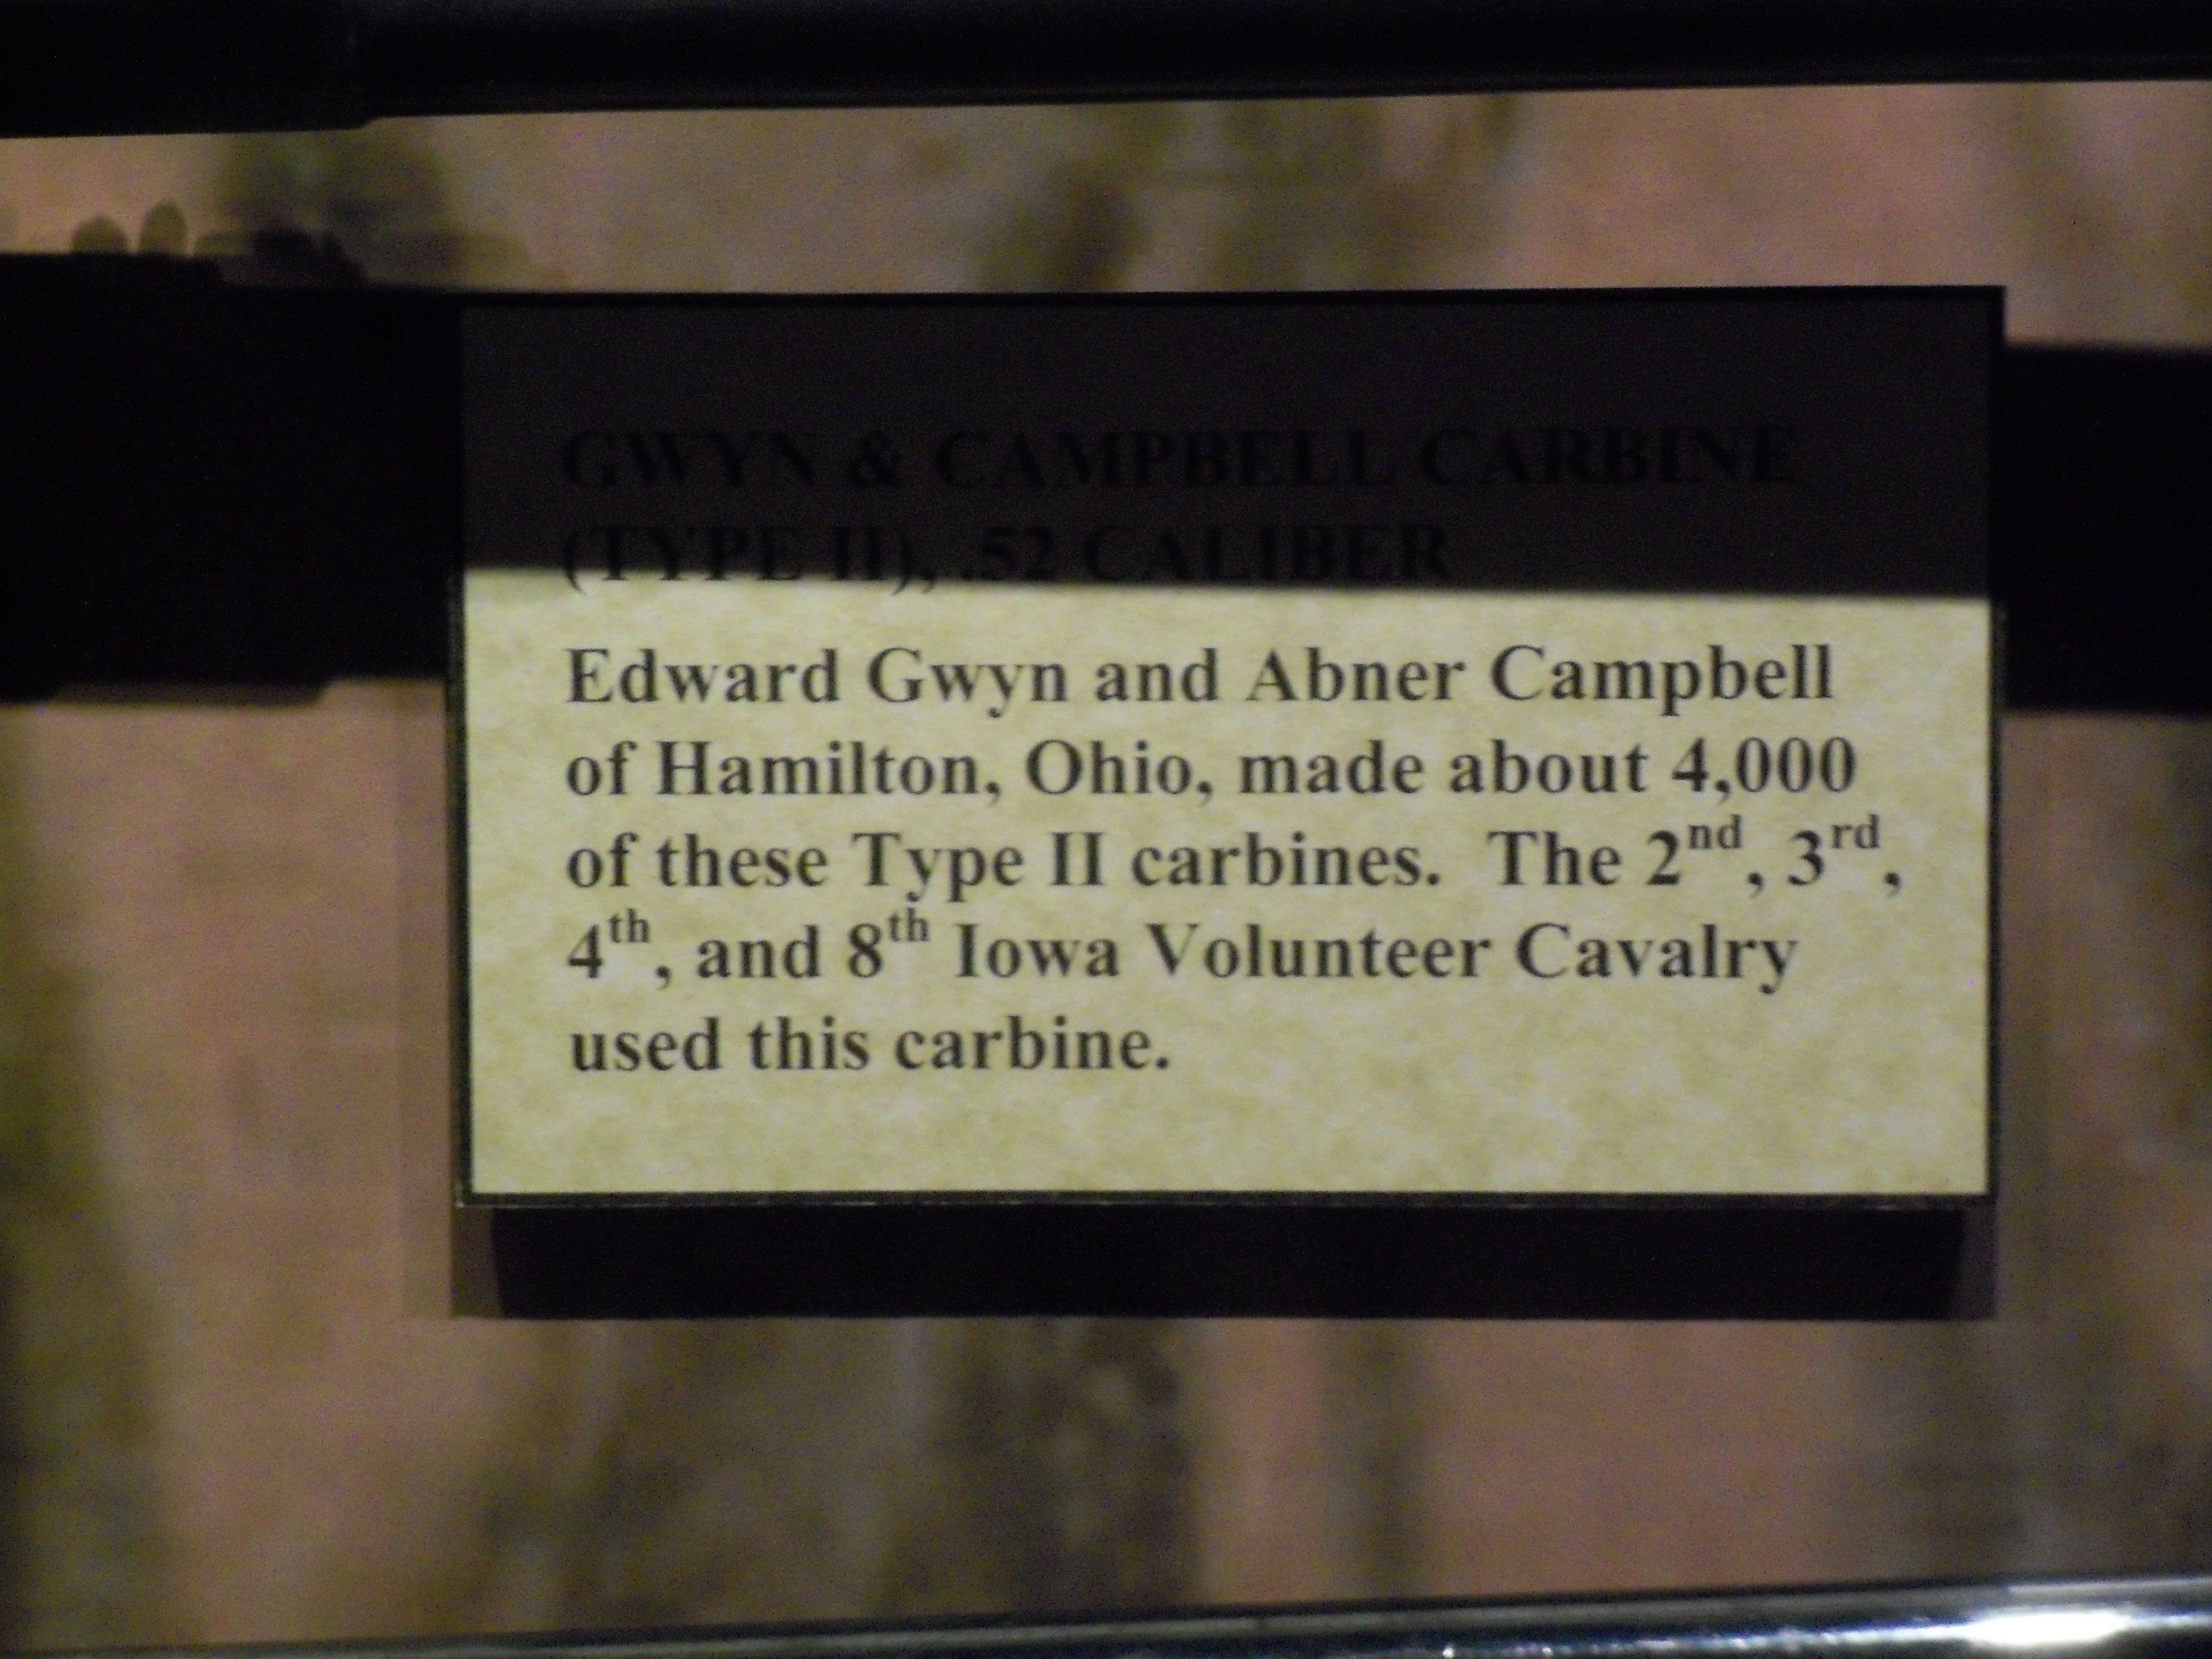 GWYN & CAMPBELL CARBINE
(TYPE II), .52 CALIBER
Edward Gwyn and Abner Campbell
of Hamilton, Ohio, made about 4,000
of these Type II carbines.  The 2nd, 3rd,
4th, and 8th Iowa Volunteer Cavalry
used this carbine.